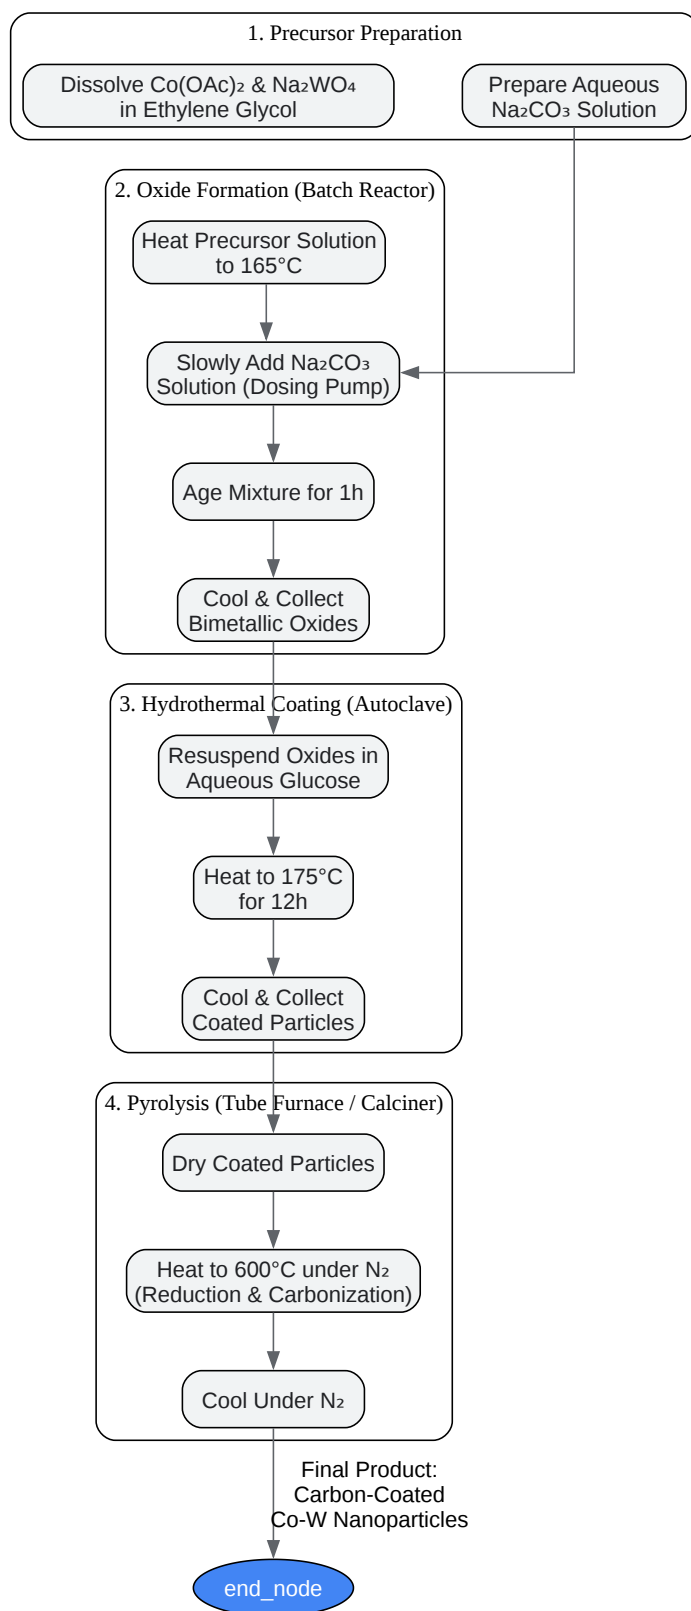 1. Precursor Preparation
Dissolve Co(OAc)₂ & Na₂WO₄
in Ethylene Glycol
Prepare Aqueous
Na₂CO₃ Solution
2. Oxide Formation (Batch Reactor)
Heat Precursor Solution
to 165°C
Slowly Add Na₂CO₃
Solution (Dosing Pump)
Age Mixture for 1h
Cool & Collect
Bimetallic Oxides
3. Hydrothermal Coating (Autoclave)
Resuspend Oxides in
Aqueous Glucose
Heat to 175°C
for 12h
Cool & Collect
Coated Particles
4. Pyrolysis (Tube Furnace / Calciner)
Dry Coated Particles
Heat to 600°C under N₂
(Reduction & Carbonization)
Cool Under N₂
Final Product:
Carbon-Coated
Co-W Nanoparticles
end_node